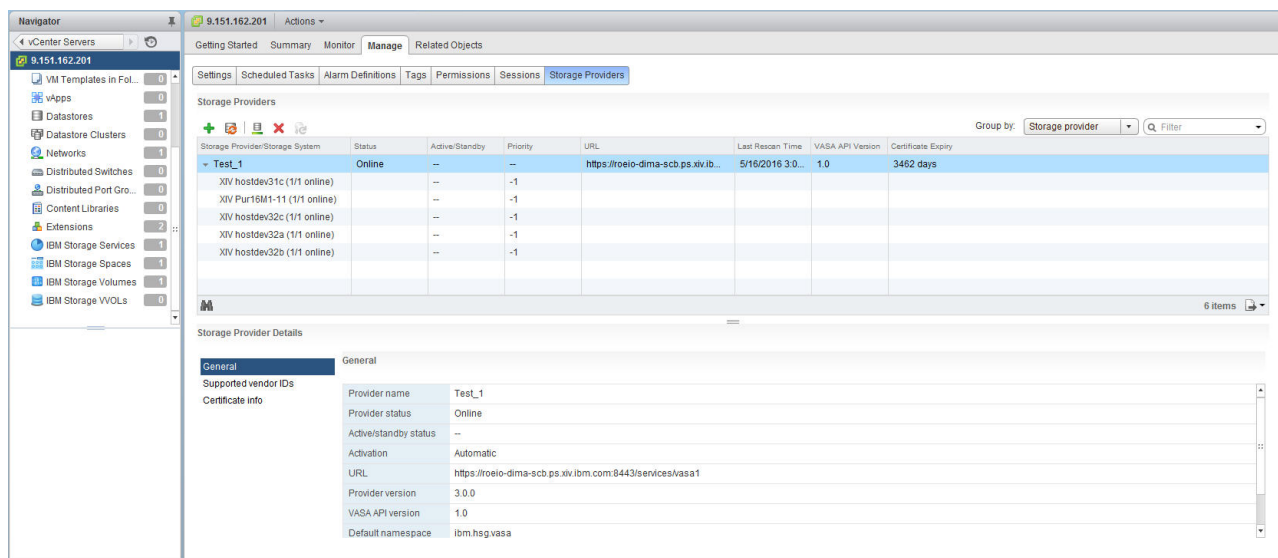 Navigator
vCenter Servers
9.151.162.201
VM Templates in Fol... 0
vApps 0
Datastores 1
Datastore Clusters 0
Networks 1
Distributed Switches 0
Distributed Port Gro... 0
Content Libraries 0
Extensions 2
IBM Storage Services 1
IBM Storage Spaces 1
IBM Storage Volumes 1
IBM Storage VVOLs 0
9.151.162.201 Actions
Getting Started Summary Monitor Manage Related Objects
Settings Scheduled Tasks Alarm Definitions Tags Permissions Sessions Storage Providers
Storage Providers
Group by: Storage provider Filter
Storage Provider/Storage System Status Active/Standby Priority URL Last Rescan Time VASA API Version Certificate Expiry
Test_1 Online -- -- https://roeio-dima-scb.ps.xiv.ib... 5/16/2016 3:0... 1.0 3462 days
XIV hostdev31c (1/1 online) -- -1
XIV Pur16M1-11 (1/1 online) -- -1
XIV hostdev32c (1/1 online) -- -1
XIV hostdev32a (1/1 online) -- -1
XIV hostdev32b (1/1 online) -- -1
6 items
Storage Provider Details
General
Supported vendor IDs
Certificate info
General
Provider name Test_1
Provider status Online
Active/standby status --
Activation Automatic
URL https://roeio-dima-scb.ps.xiv.ibm.com:8443/services/vasa1
Provider version 3.0.0
VASA API version 1.0
Default namespace ibm.hsg.vasa